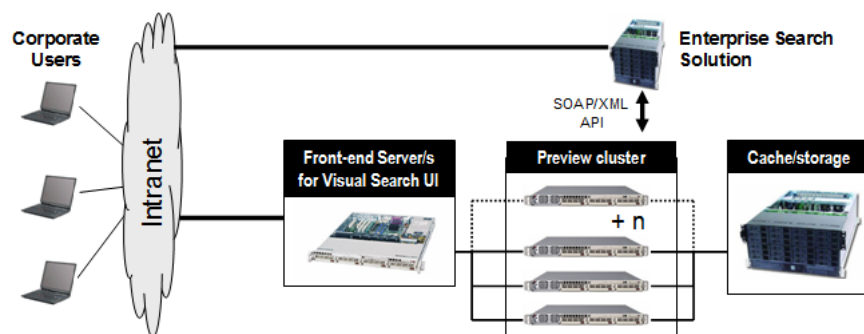 Corporate
Users
Enterprise Search
Solution
SOAP/XML
API
Intranet
Front-end Server/s
for Visual Search UI
Preview cluster
Cache/storage
+ n